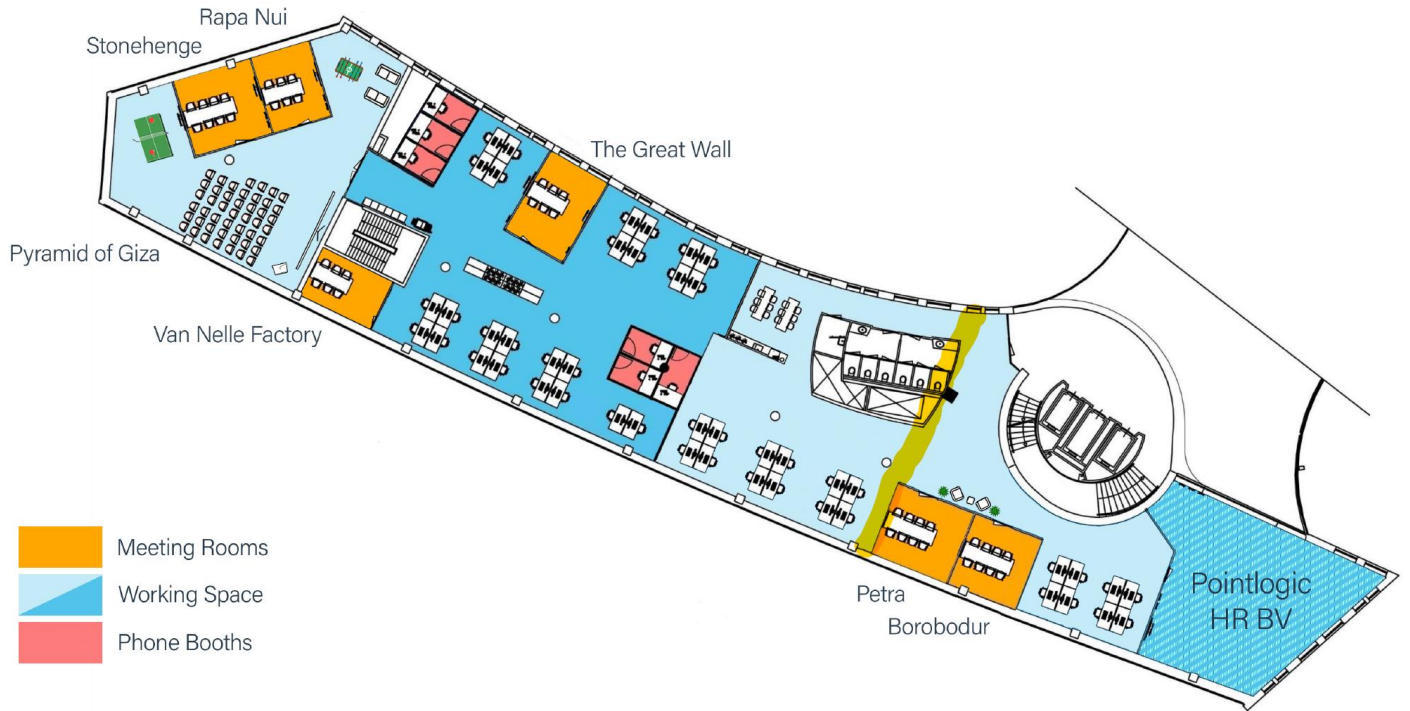 Rapa Nui
Stonehenge
The Great Wall
Pyramid of Giza
Van Nelle Factory
Meeting Rooms
Working Space
Phone Booths
Petra
Borobodur
Pointlogic
HR BV